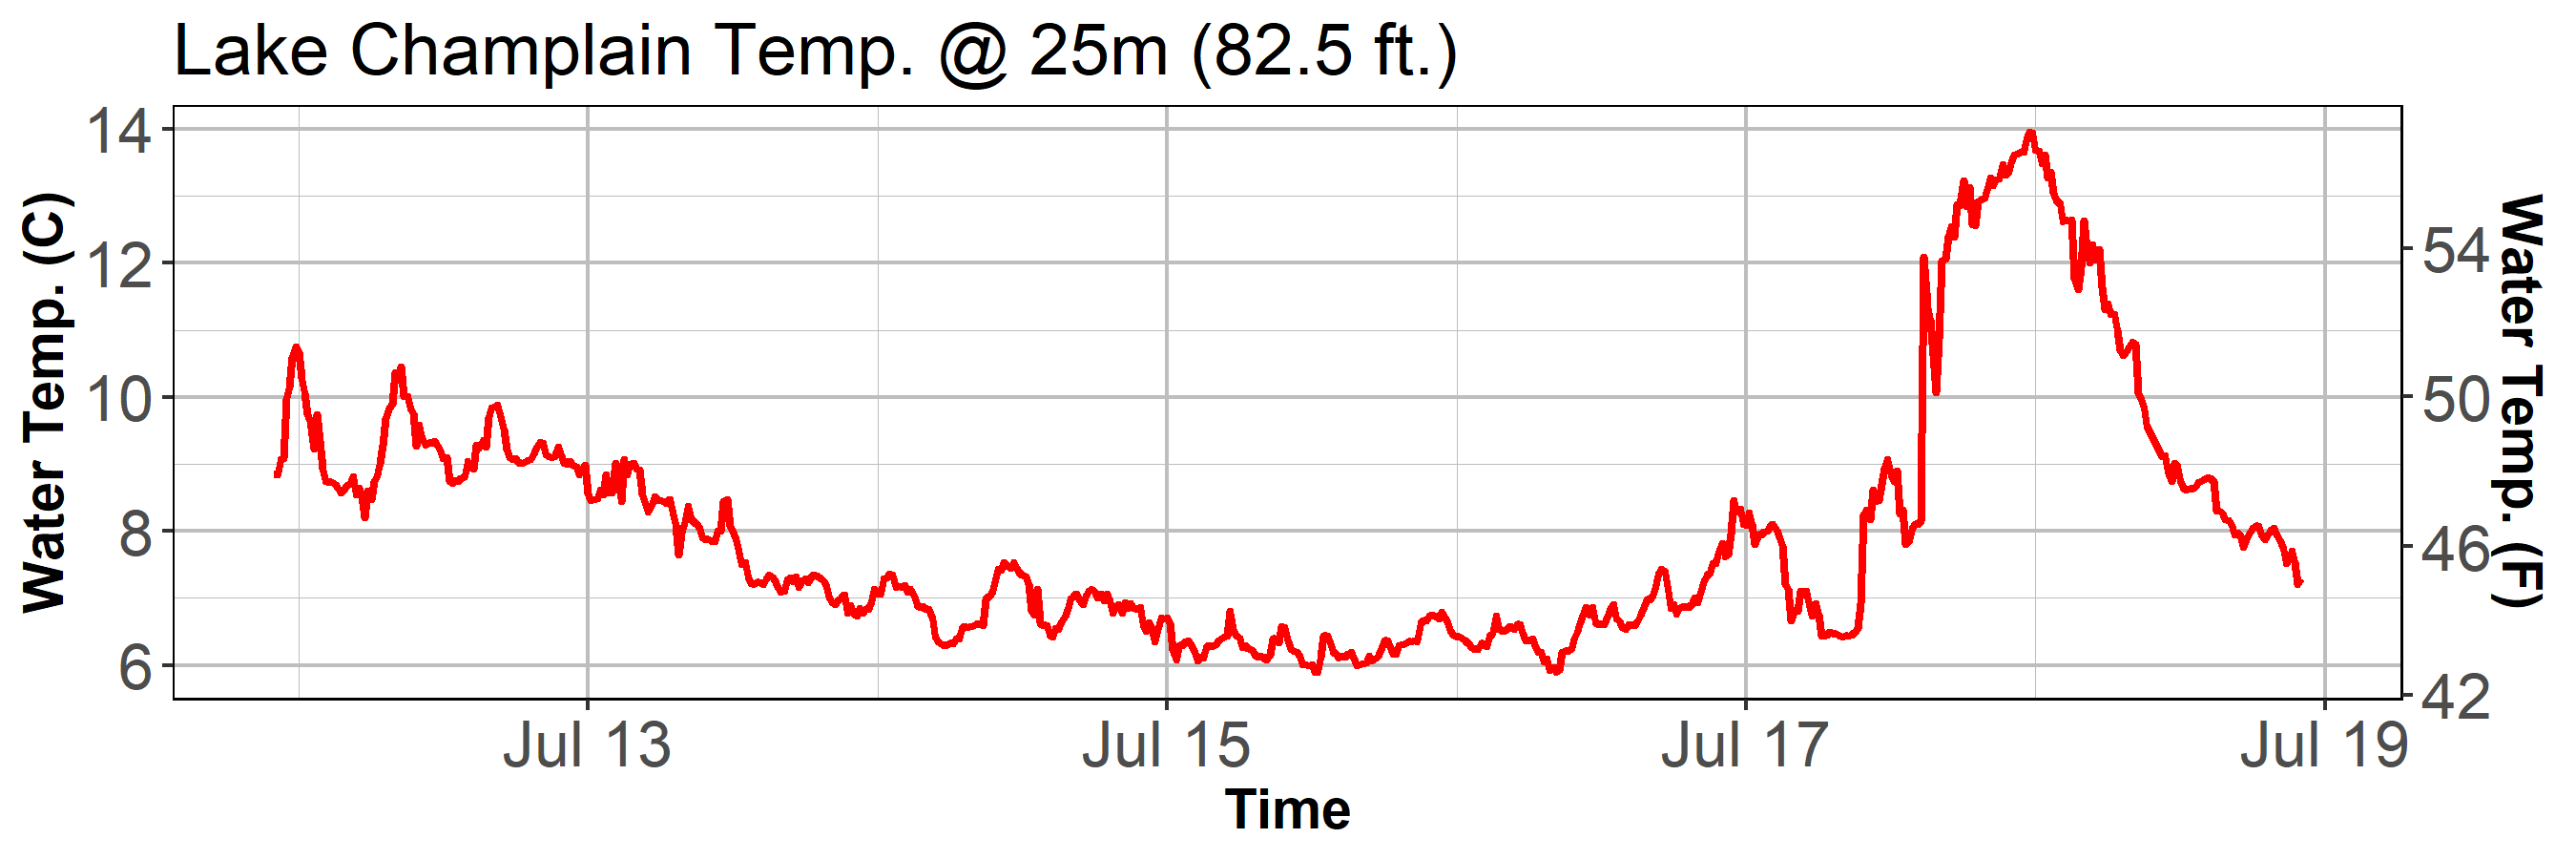 Lake Champlain Temp. @ 25m (82.5 ft.)
Water Temp. (C)
14
12
10
8
6
54
50
46
42
Water Temp. (F)
Jul 13 Jul 15 Jul 17 Jul 19
Time